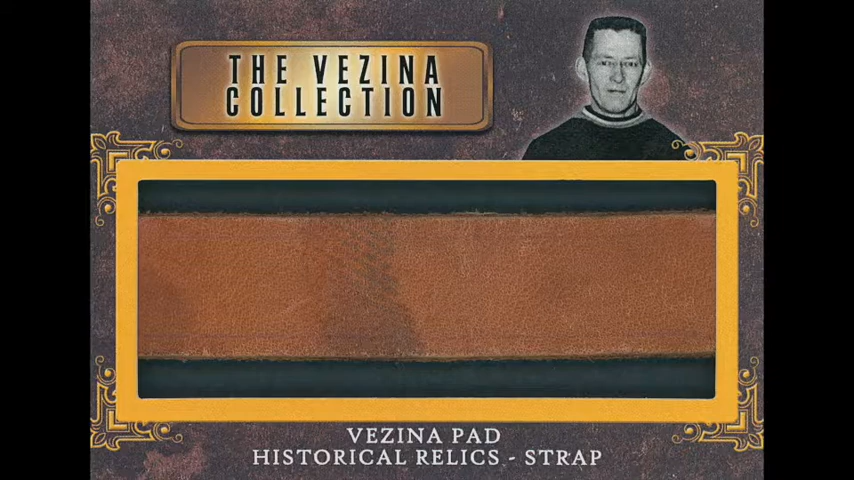 THE VEZINA
COLLECTION
VEZINA PAD
HISTORICAL RELICS - STRAP